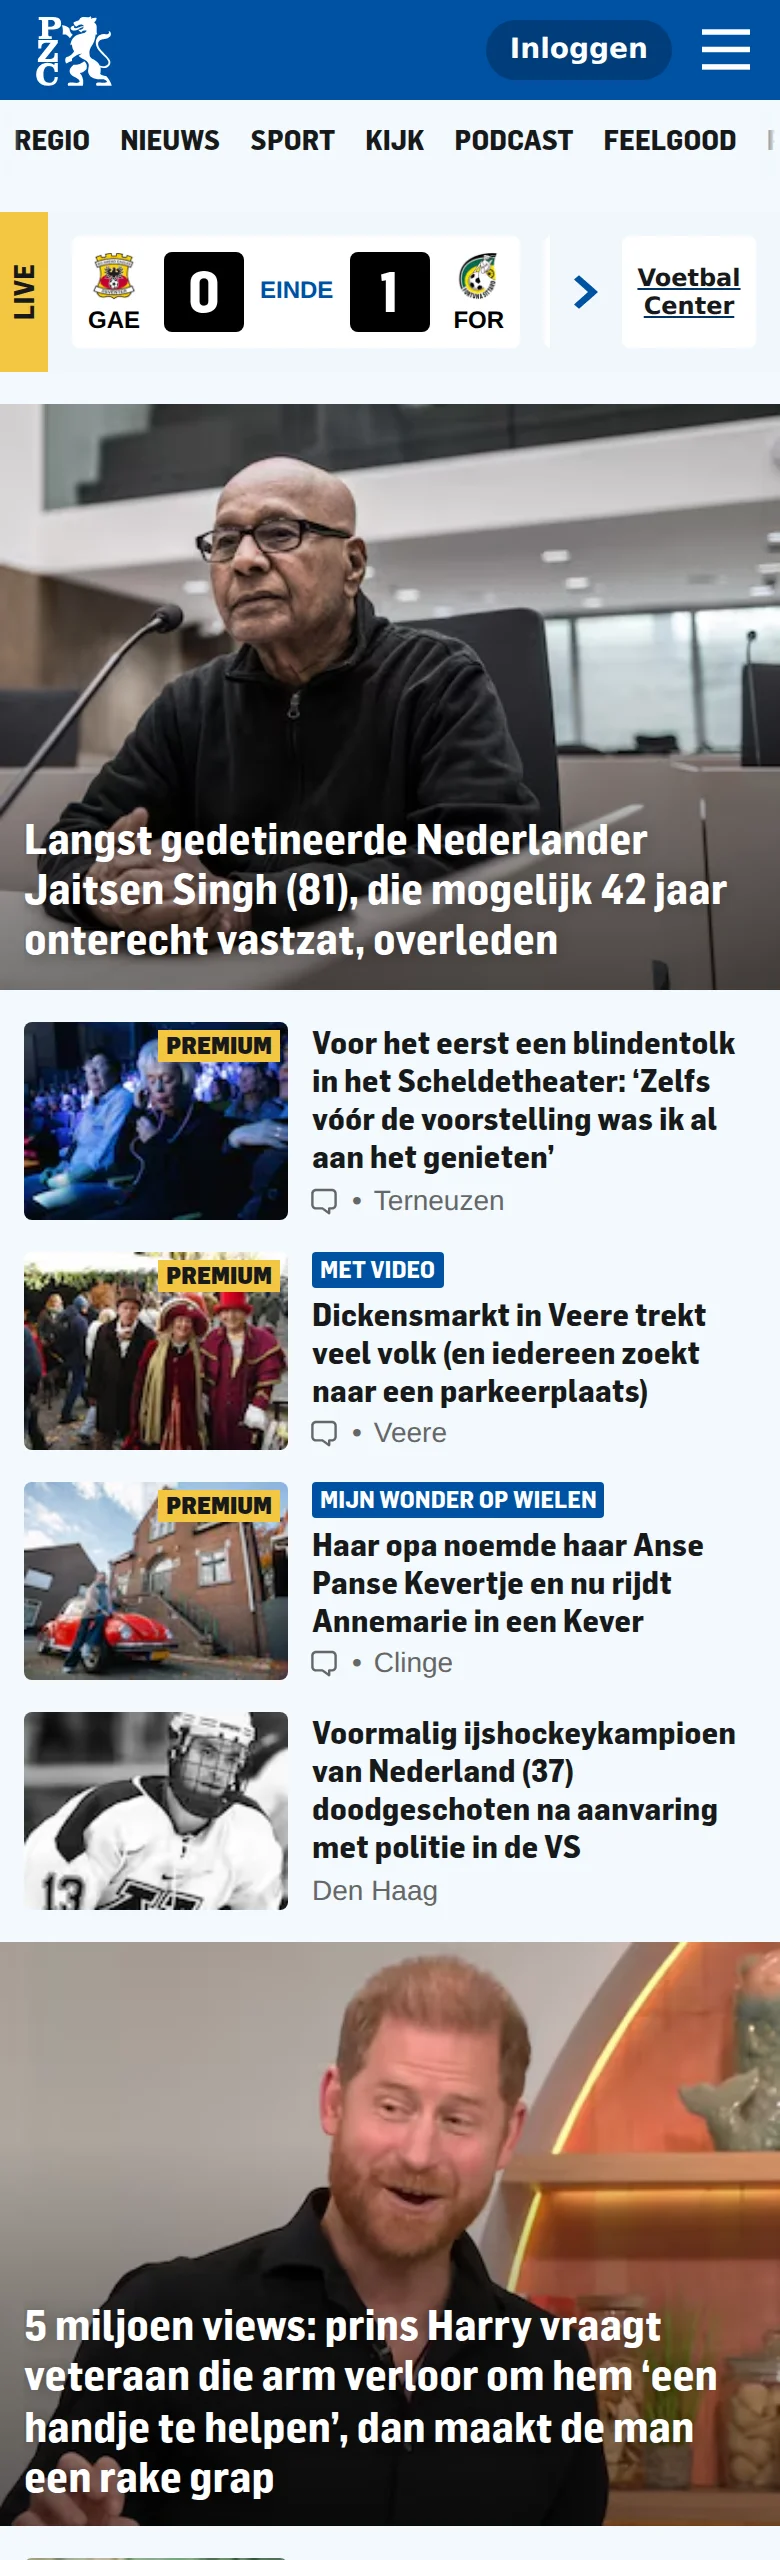 PZC
Inloggen
REGIO NIEUWS SPORT KIJK PODCAST FEELGOOD
LIVE
GAE 0 EINDE 1 FOR
Voetbal
Center
Langst gedetineerde Nederlander
Jaitsen Singh (81), die mogelijk 42 jaar
onterecht vastzat, overleden
PREMIUM
Voor het eerst een blindentolk
in het Scheldetheater: ‘Zelfs
vóór de voorstelling was ik al
aan het genieten’
• Terneuzen
PREMIUM
MET VIDEO
Dickensmarkt in Veere trekt
veel volk (en iedereen zoekt
naar een parkeerplaats)
• Veere
PREMIUM
MIJN WONDER OP WIELEN
Haar opa noemde haar Anse
Panse Kevertje en nu rijdt
Annemarie in een Kever
• Clinge
13
Voormalig ijshockeykampioen
van Nederland (37)
doodgeschoten na aanvaring
met politie in de VS
Den Haag
5 miljoen views: prins Harry vraagt
veteraan die arm verloor om hem ‘een
handje te helpen’, dan maakt de man
een rake grap